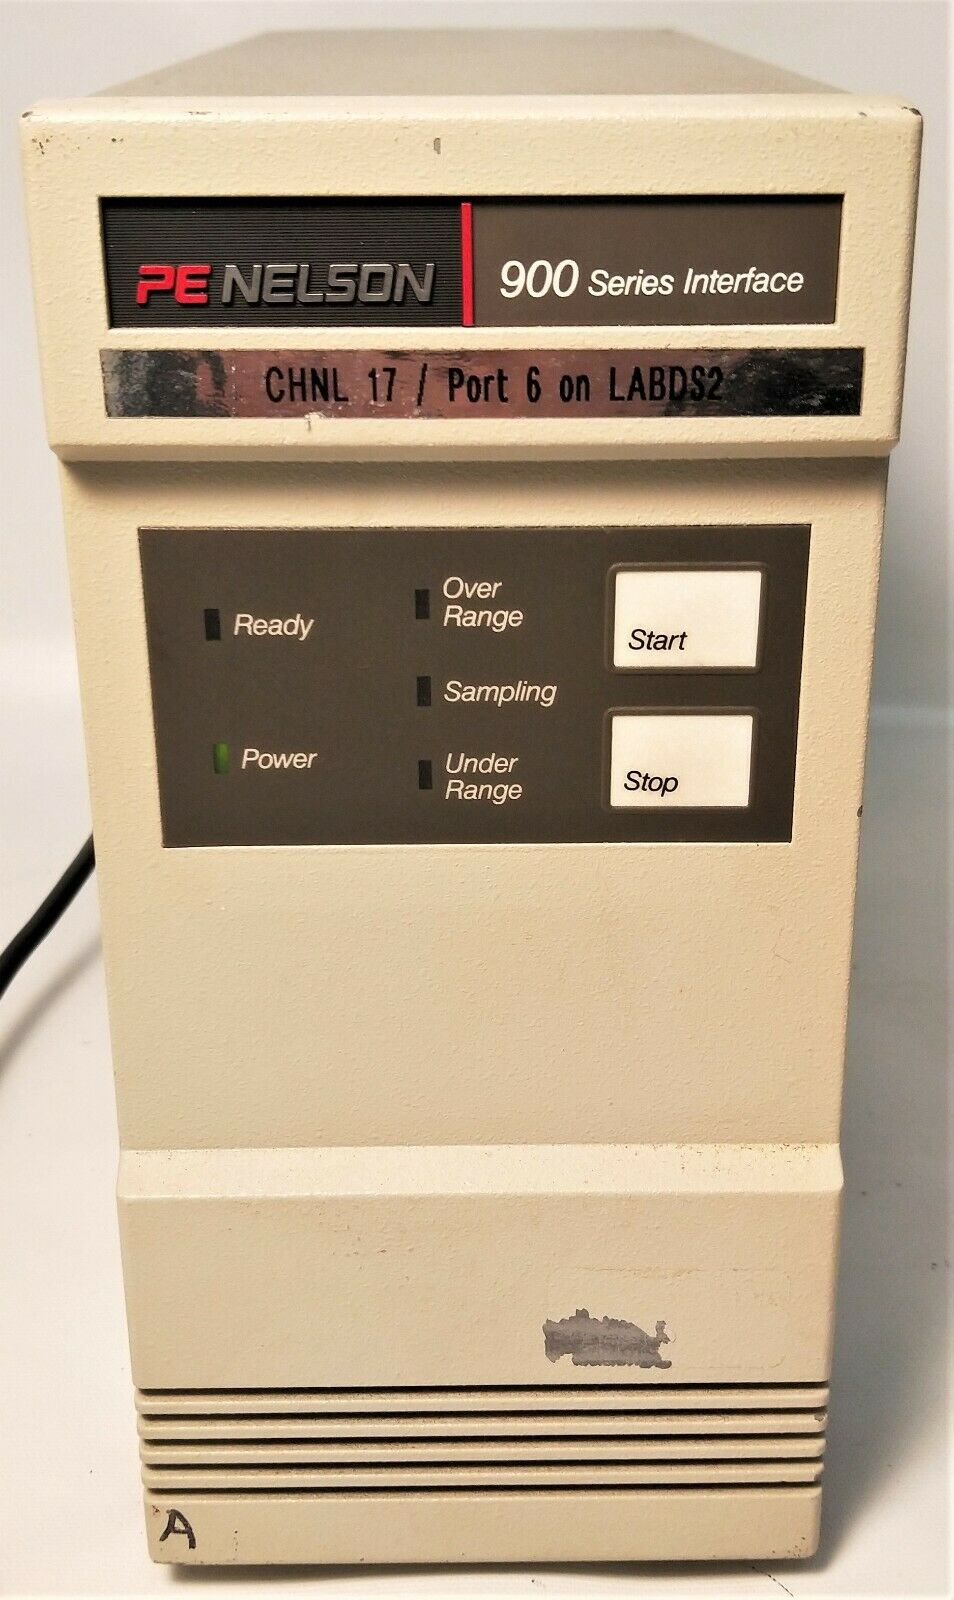 PE NELSON
900 Series Interface
CHNL 17 / Port 6 on LABDS2
Ready
Power
Over
Range
Sampling
Under
Range
Start
Stop
A